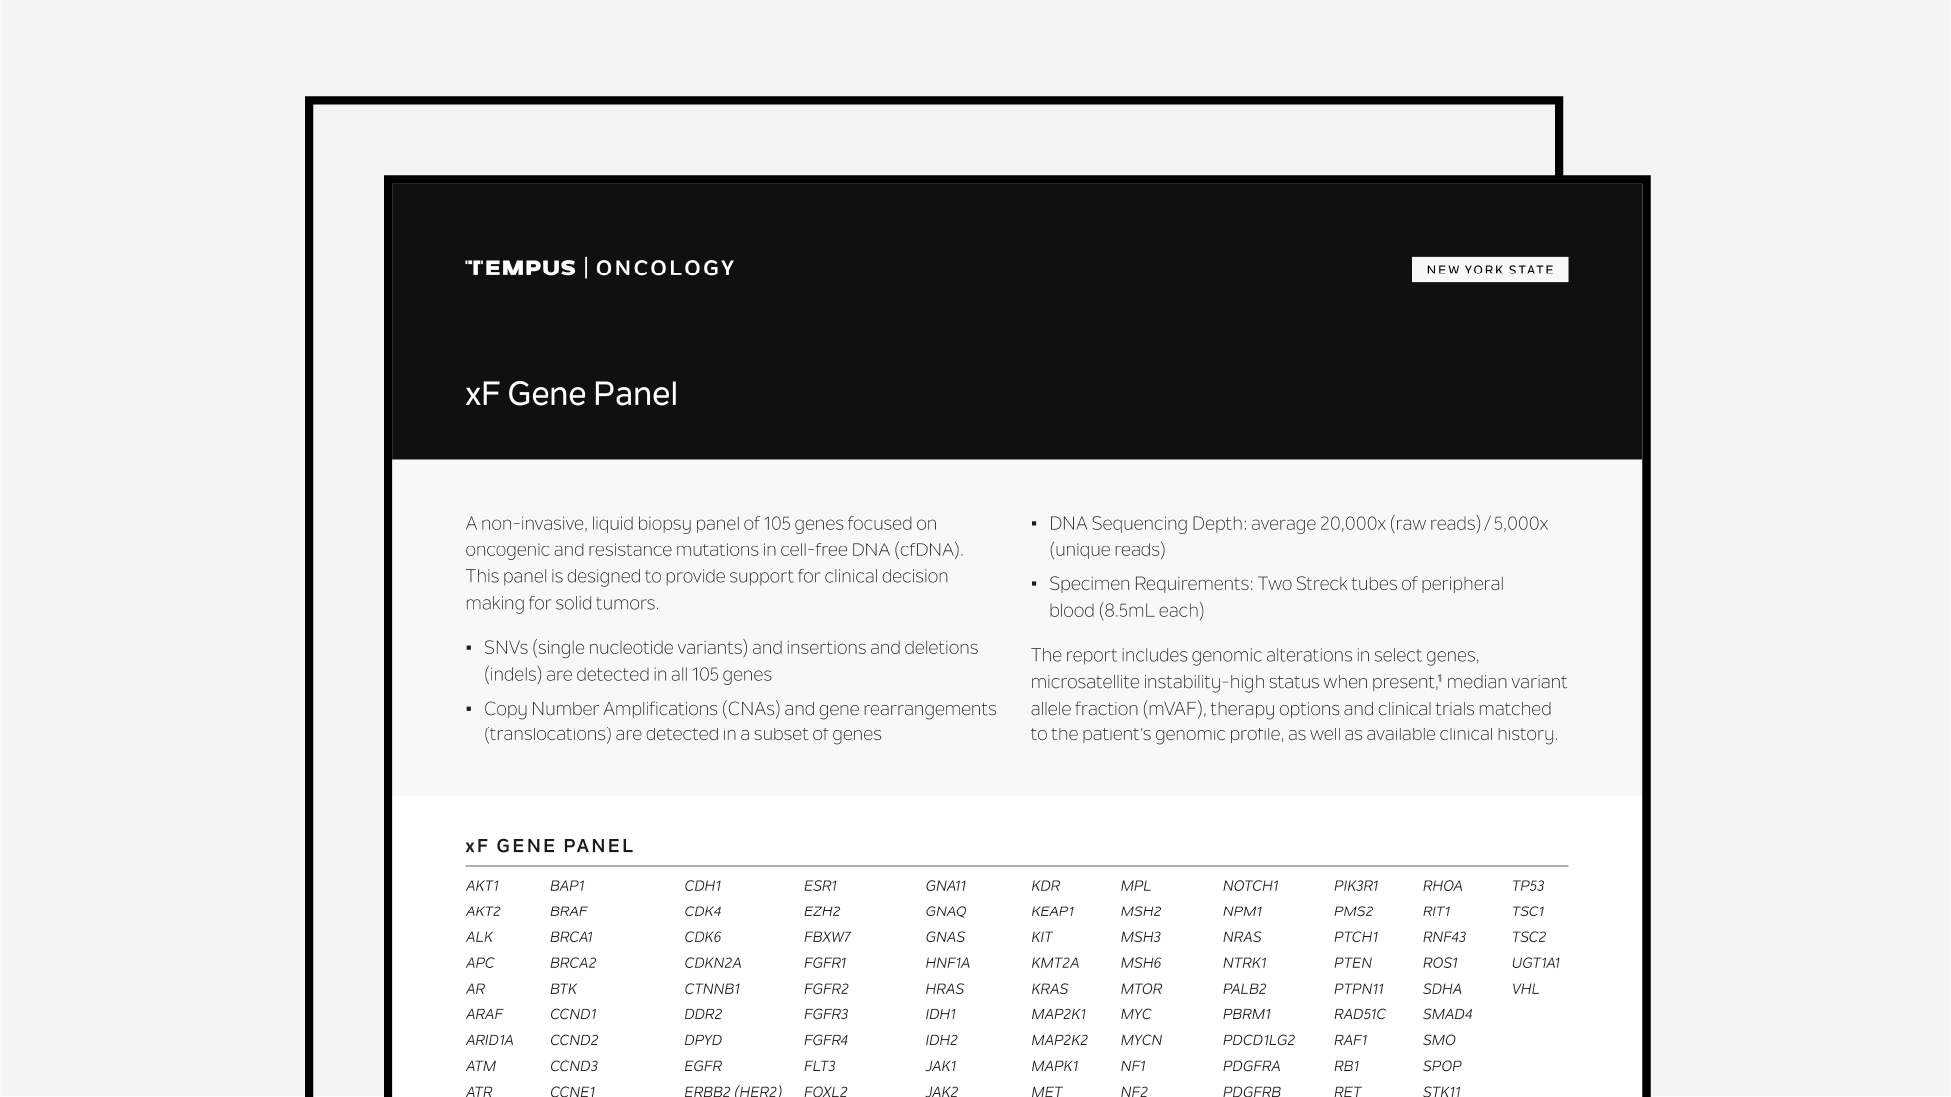 TEMPUS | ONCOLOGY
NEW YORK STATE
xF Gene Panel
A non-invasive, liquid biopsy panel of 105 genes focused on
oncogenic and resistance mutations in cell-free DNA (cfDNA).
This panel is designed to provide support for clinical decision
making for solid tumors.
▪ SNVs (single nucleotide variants) and insertions and deletions
(indels) are detected in all 105 genes
▪ Copy Number Amplifications (CNAs) and gene rearrangements
(translocations) are detected in a subset of genes
▪ DNA Sequencing Depth: average 20,000x (raw reads) / 5,000x
(unique reads)
▪ Specimen Requirements: Two Streck tubes of peripheral
blood (8.5mL each)
The report includes genomic alterations in select genes,
microsatellite instability-high status when present,¹ median variant
allele fraction (mVAF), therapy options and clinical trials matched
to the patient's genomic profile, as well as available clinical history.
xF GENE PANEL
AKT1 BAP1 CDH1 ESR1 GNA11 KDR MPL NOTCH1 PIK3R1 RHOA TP53
AKT2 BRAF CDK4 EZH2 GNAQ KEAP1 MSH2 NPM1 PMS2 RIT1 TSC1
ALK BRCA1 CDK6 FBXW7 GNAS KIT MSH3 NRAS PTCH1 RNF43 TSC2
APC BRCA2 CDKN2A FGFR1 HNF1A KMT2A MSH6 NTRK1 PTEN ROS1 UGT1A1
AR BTK CTNNB1 FGFR2 HRAS KRAS MTOR PALB2 PTPN11 SDHA VHL
ARAF CCND1 DDR2 FGFR3 IDH1 MAP2K1 MYC PBRM1 RAD51C SMAD4
ARID1A CCND2 DPYD FGFR4 IDH2 MAP2K2 MYCN PDCD1LG2 RAF1 SMO
ATM CCND3 EGFR FLT3 JAK1 MAPK1 NF1 PDGFRA RB1 SPOP
ATR CCNE1 ERBB2 (HER2) FOXL2 JAK2 MET NF2 PDGFRB RET STK11